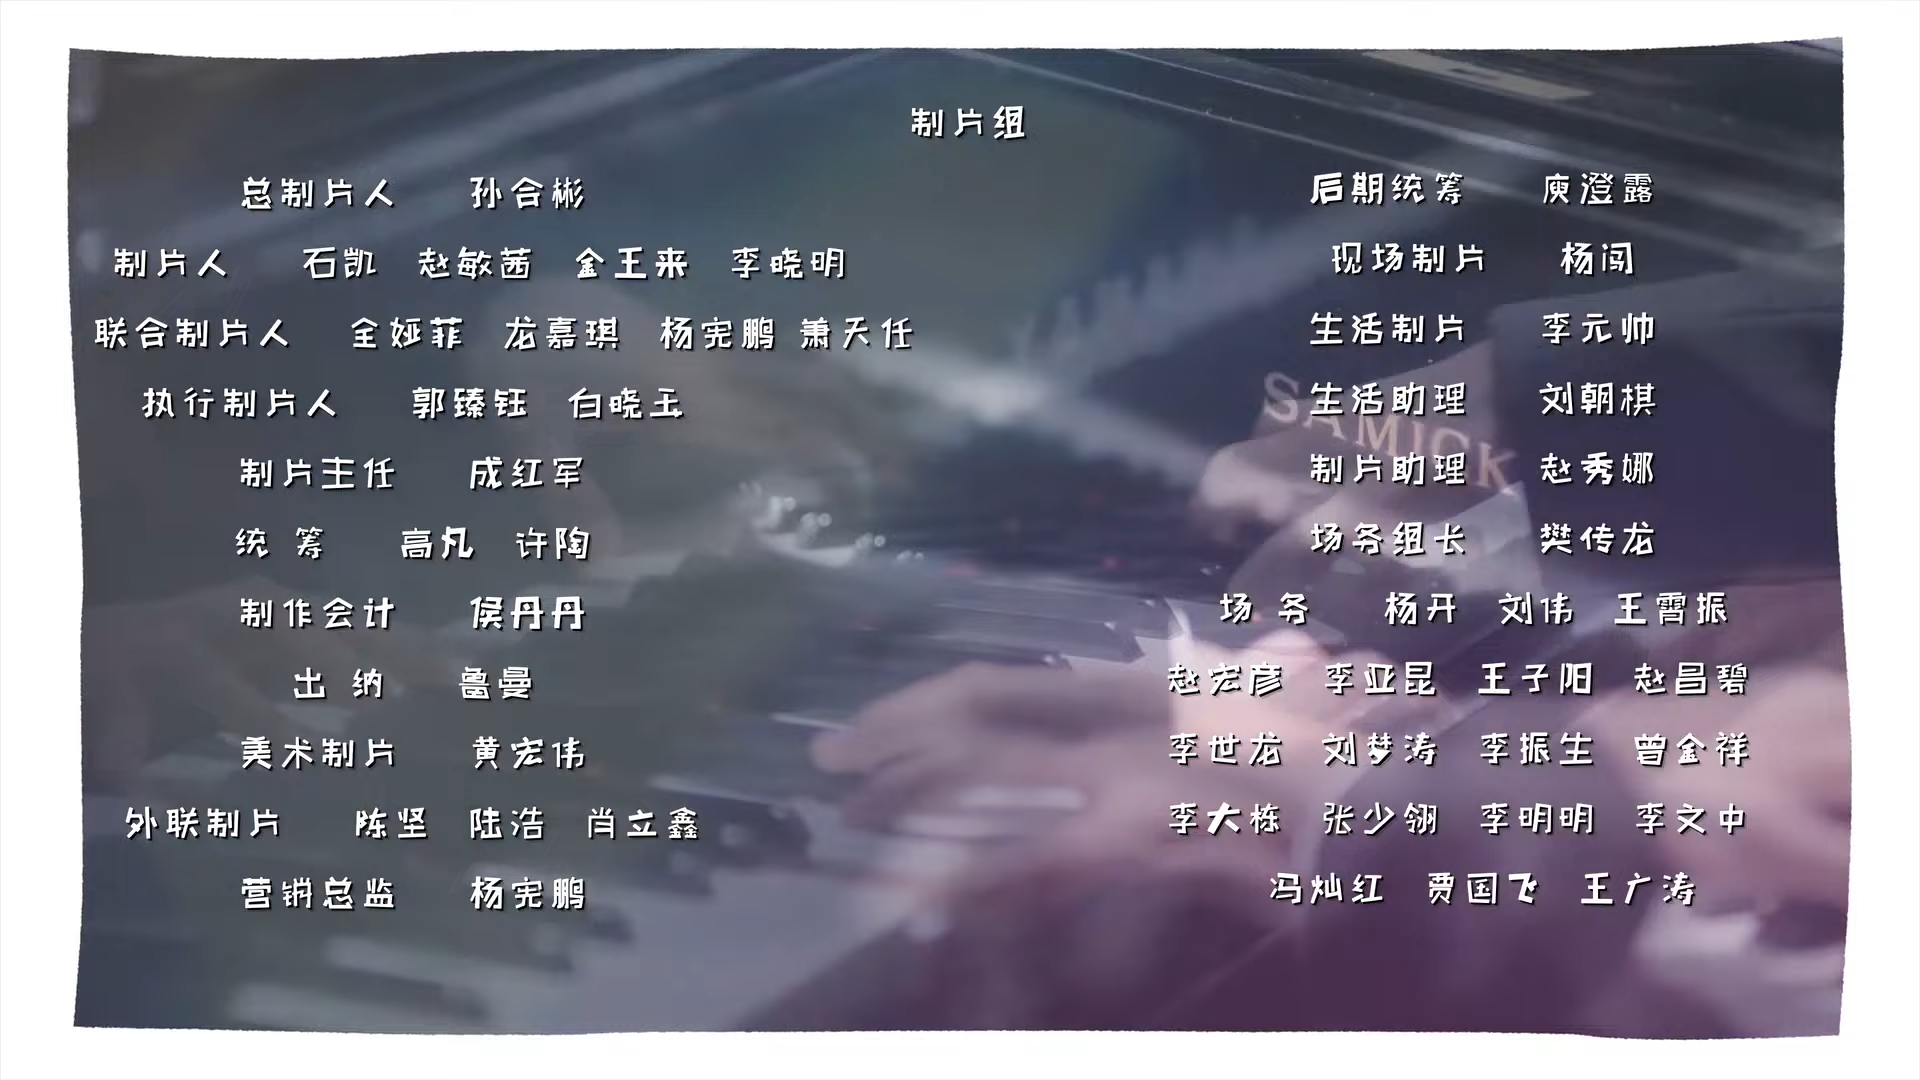 制片组
总制片人 孙合彬
制片人 石凯 赵敏茜 金王来 李晓明
联合制片人 全娅菲 龙嘉琪 杨宪鹏 萧天任
执行制片人 郭臻钰 白晓玉
制片主任 成红军
统 筹 高凡 许陶
制作会计 侯丹丹
出 纳 鲁曼
美术制片 黄宏伟
外联制片 陈坚 陆浩 肖立鑫
营销总监 杨宪鹏
后期统筹 庾澄露
现场制片 杨闯
生活制片 李元帅
生活助理 刘朝棋
制片助理 赵秀娜
场务组长 樊传龙
场 务 杨开 刘伟 王霄振
赵宏彦 李亚昆 王子阳 赵昌碧
李世龙 刘梦涛 李振生 曾金祥
李大栋 张少翎 李明明 李文中
冯灿红 贾国飞 王广涛
SAMICK